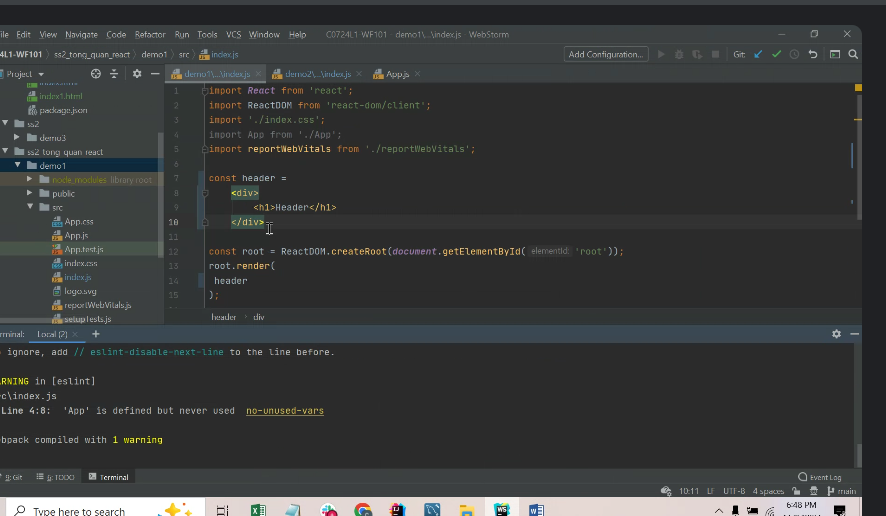 File Edit View Navigate Code Refactor Run Tools VCS Window Help C0724L1-WF101 - demo1\...\index.js - WebStorm
4L1-WF101 ss2_tong_quan_react demo1 src index.js Add Configuration... Git:
Project demo1\...\index.js demo2\...\index.js App.js
index1.html
package.json
ss2
demo3
ss2_tong_quan_react
demo1
node_modules library root
public
src
App.css
App.js
App.test.js
index.css
index.js
logo.svg
reportWebVitals.js
setupTests.js
1 import React from 'react';
2 import ReactDOM from 'react-dom/client';
3 import './index.css';
4 import App from './App';
5 import reportWebVitals from './reportWebVitals';
6
7 const header =
8 <div>
9 <h1>Header</h1>
10 </div>
11
12 const root = ReactDOM.createRoot(document.getElementById( elementId: 'root'));
13 root.render(
14 header
15 );
header div
rminal: Local (2)
ignore, add // eslint-disable-next-line to the line before.
ARNING in [eslint]
rc\index.js
Line 4:8: 'App' is defined but never used no-unused-vars
bpack compiled with 1 warning
9: Git 6: TODO Terminal Event Log
10:11 LF UTF-8 4 spaces main
Type here to search 6:48 PM